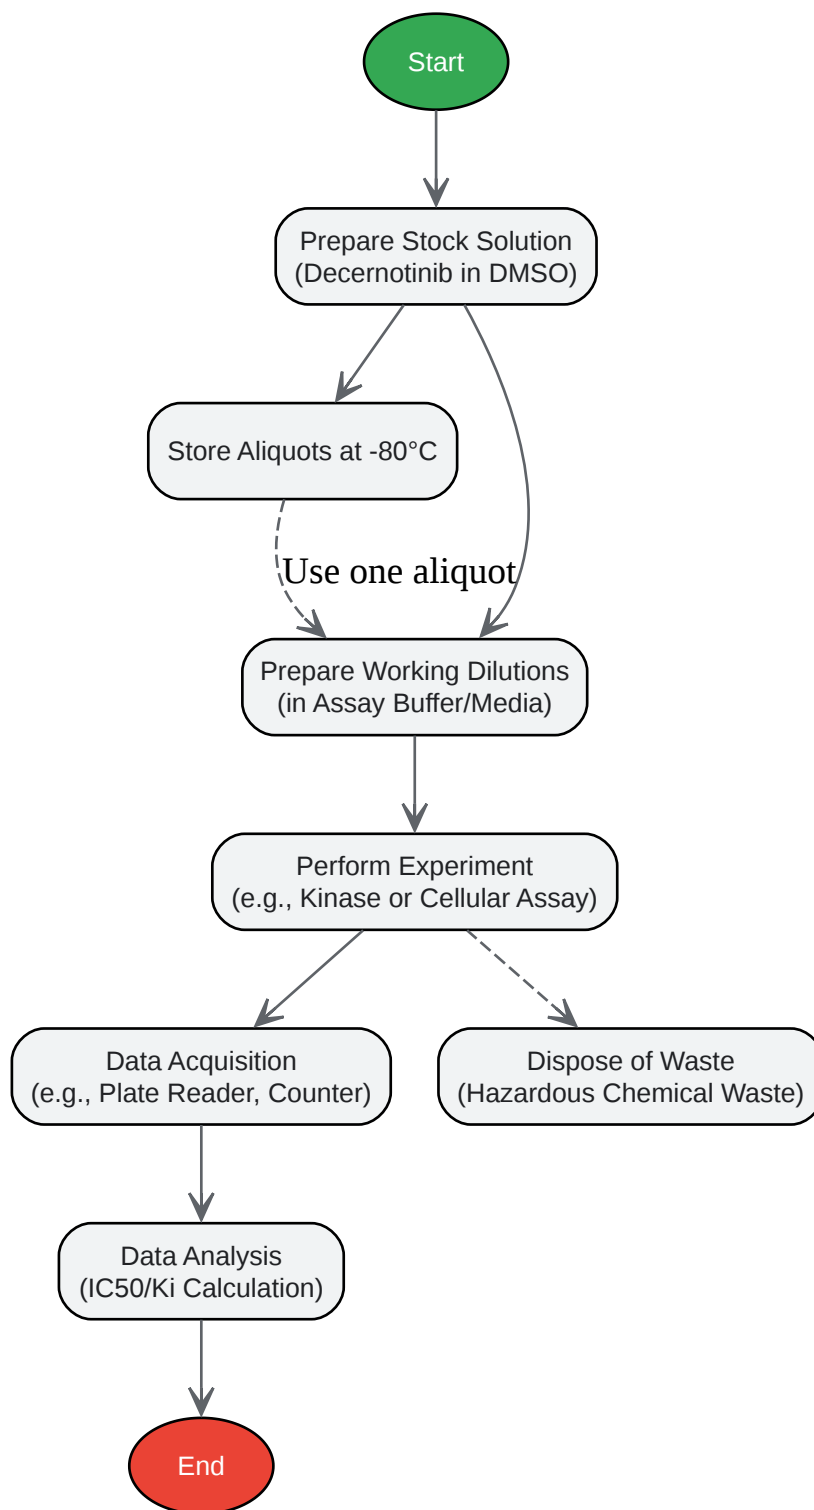 Start
Prepare Stock Solution
(Decernotinib in DMSO)
Store Aliquots at -80°C
Use one aliquot
Prepare Working Dilutions
(in Assay Buffer/Media)
Perform Experiment
(e.g., Kinase or Cellular Assay)
Data Acquisition
(e.g., Plate Reader, Counter)
Dispose of Waste
(Hazardous Chemical Waste)
Data Analysis
(IC50/Ki Calculation)
End